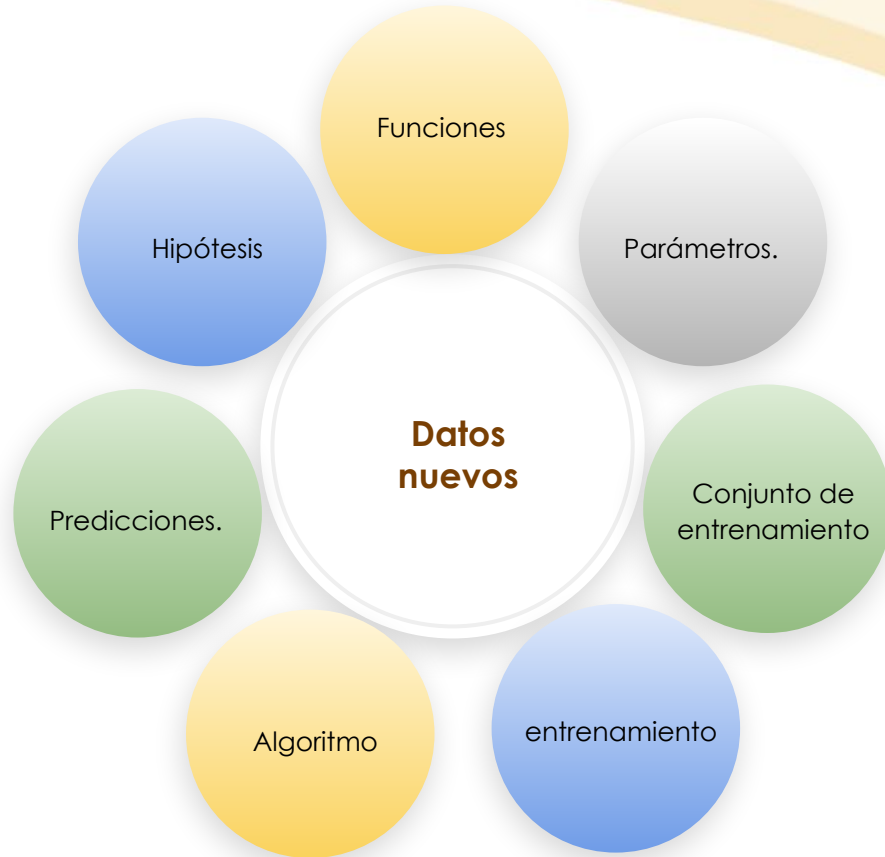 Funciones
Hipótesis
Parámetros.
Datos
nuevos
Conjunto de
entrenamiento
Predicciones.
entrenamiento
Algoritmo